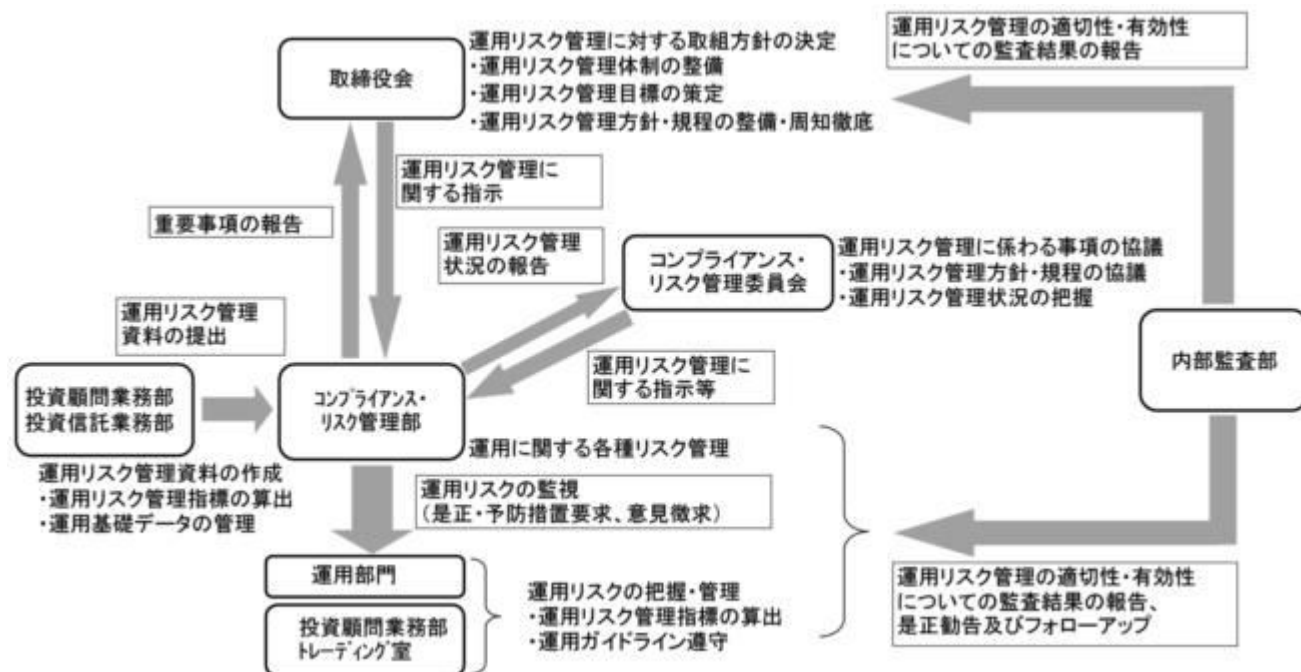 取締役会
運用リスク管理に対する取組方針の決定
・運用リスク管理体制の整備
・運用リスク管理目標の策定
・運用リスク管理方針・規程の整備・周知徹底
運用リスク管理の適切性・有効性
についての監査結果の報告
運用リスク管理に
関する指示
重要事項の報告
運用リスク管理
状況の報告
コンプライアンス・
リスク管理委員会
運用リスク管理に係わる事項の協議
・運用リスク管理方針・規程の協議
・運用リスク管理状況の把握
運用リスク管理
資料の提出
運用リスク管理に
関する指示等
内部監査部
投資顧問業務部
投資信託業務部
コンプライアンス・
リスク管理部
運用に関する各種リスク管理
運用リスク管理資料の作成
・運用リスク管理指標の算出
・運用基礎データの管理
運用リスクの監視
(是正・予防措置要求、意見徴求)
運用部門
投資顧問業務部
トレーディング室
運用リスクの把握・管理
・運用リスク管理指標の算出
・運用ガイドライン遵守
運用リスク管理の適切性・有効性
についての監査結果の報告、
是正勧告及びフォローアップ